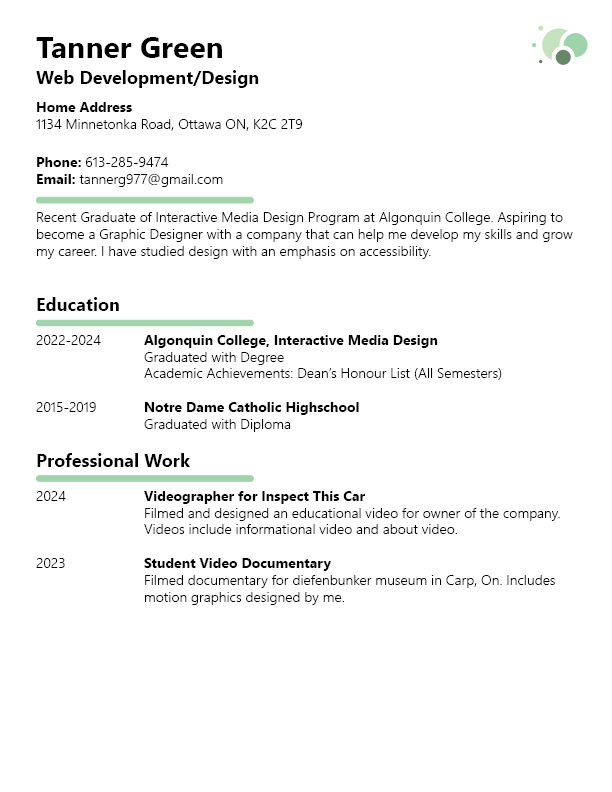 Tanner Green
Web Development/Design
Home Address
1134 Minnetonka Road, Ottawa ON, K2C 2T9
Phone: 613-285-9474
Email: tannerg977@gmail.com
Recent Graduate of Interactive Media Design Program at Algonquin College. Aspiring to
become a Graphic Designer with a company that can help me develop my skills and grow
my career. I have studied design with an emphasis on accessibility.
Education
2022-2024 Algonquin College, Interactive Media Design
Graduated with Degree
Academic Achievements: Dean’s Honour List (All Semesters)
2015-2019 Notre Dame Catholic Highschool
Graduated with Diploma
Professional Work
2024 Videographer for Inspect This Car
Filmed and designed an educational video for owner of the company.
Videos include informational video and about video.
2023 Student Video Documentary
Filmed documentary for diefenbunker museum in Carp, On. Includes
motion graphics designed by me.